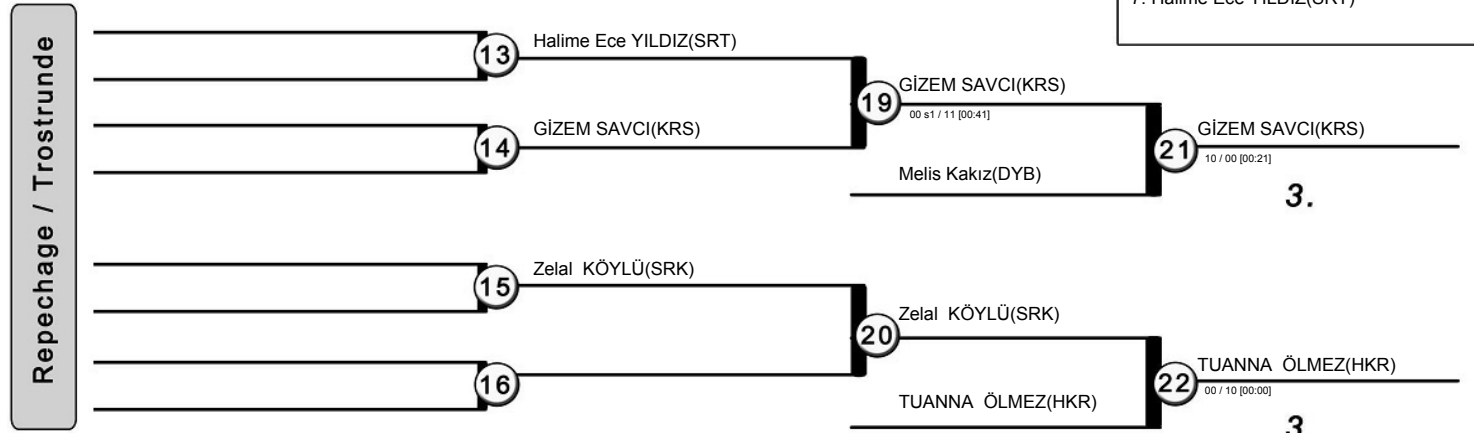 7. Halime Ece YILDIZ(SRT)
Repechage / Trostrunde
13
Halime Ece YILDIZ(SRT)
14
GİZEM SAVCI(KRS)
19
GİZEM SAVCI(KRS)
00 s1 / 11 [00:41]
Melis Kakız(DYB)
21
GİZEM SAVCI(KRS)
10 / 00 [00:21]
3.
15
Zelal KÖYLÜ(SRK)
16
20
Zelal KÖYLÜ(SRK)
TUANNA ÖLMEZ(HKR)
22
TUANNA ÖLMEZ(HKR)
00 / 10 [00:00]
3